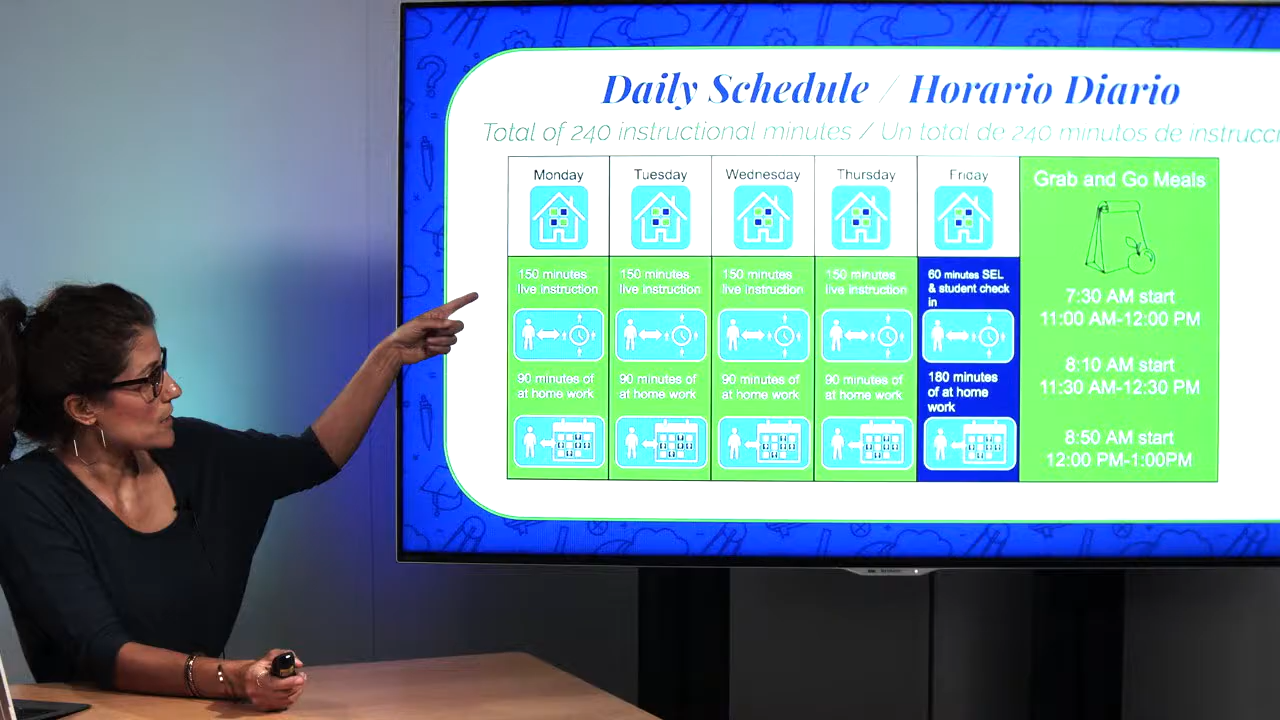 Daily Schedule / Horario Diario
Total of 240 instructional minutes / Un total de 240 minutos de
Monday
150 minutes
live instruction
90 minutes of
at home work
Tuesday
150 minutes
live instruction
90 minutes of
at home work
Wednesday
150 minutes
live instruction
90 minutes of
at home work
Thursday
150 minutes
live instruction
90 minutes of
at home work
Friday
60 minutes SEL
& student check
in
180 minutes
of at home
work
Grab and Go Meals
7:30 AM start
11:00 AM-12:00 PM
8:10 AM start
11:30 AM-12:30 PM
8:50 AM start
12:00 PM-1:00PM